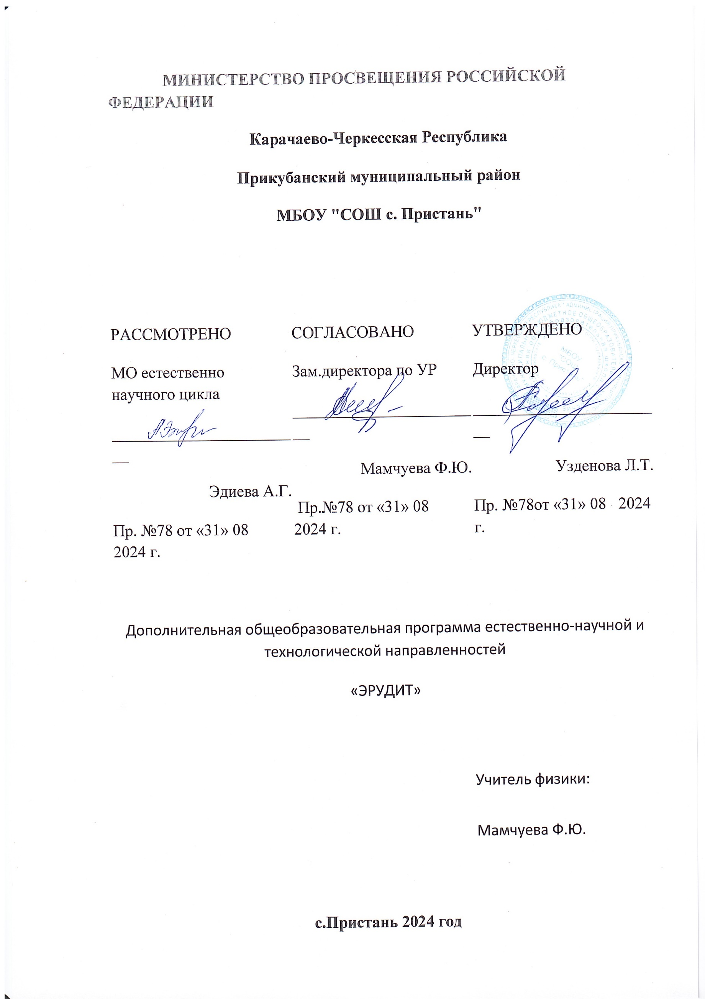 МИНИСТЕРСТВО ПРОСВЕЩЕНИЯ РОССИЙСКОЙ
ФЕДЕРАЦИИ
Карачаево-Черкесская Республика
Прикубанский муниципальный район
МБОУ "СОШ с. Пристань"
РАССМОТРЕНО
МО естественно
научного цикла
Эдиева А.Г.
Пр. №78 от «31» 08
2024 г.
СОГЛАСОВАНО
Зам.директора по УР
Мамчуева Ф.Ю.
Пр.№78 от «31» 08
2024 г.
УТВЕРЖДЕНО
Директор
Узденова Л.Т.
Пр. №78от «31» 08 2024
г.
МБОУ
"СОШ
Дополнительная общеобразовательная программа естественно-научной и
технологической направленностей
«ЭРУДИТ»
Учитель физики:
Мамчуева Ф.Ю.
с.Пристань 2024 год